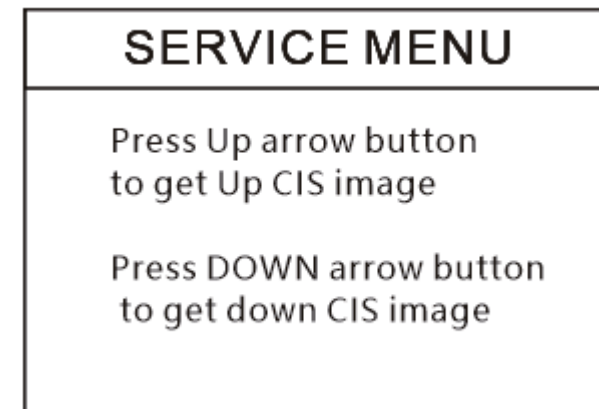 SERVICE MENU
Press Up arrow button
to get Up CIS image
Press DOWN arrow button
to get down CIS image